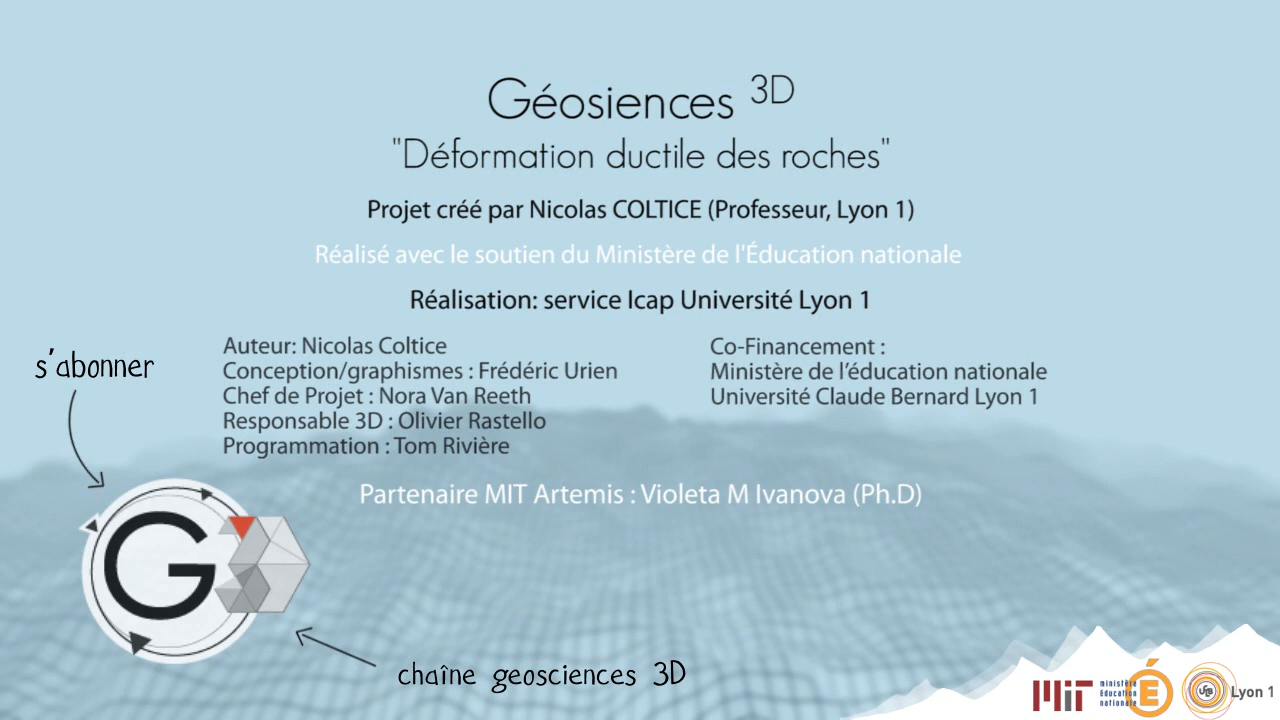 Géosiences 3D
"Déformation ductile des roches"
Projet créé par Nicolas COLTICE (Professeur, Lyon 1)
Réalisé avec le soutien du Ministère de l'Éducation nationale
Réalisation: service Icap Université Lyon 1
Auteur: Nicolas Coltice
Conception/graphismes : Frédéric Urien
Chef de Projet : Nora Van Reeth
Responsable 3D : Olivier Rastello
Programmation : Tom Rivière
Co-Financement :
Ministère de l'éducation nationale
Université Claude Bernard Lyon 1
Partenaire MIT Artemis : Violeta M Ivanova (Ph.D)
s'abonner
G
chaîne geosciences 3D
MIT
ministère
éducation
nationale
É
UCB
Lyon 1